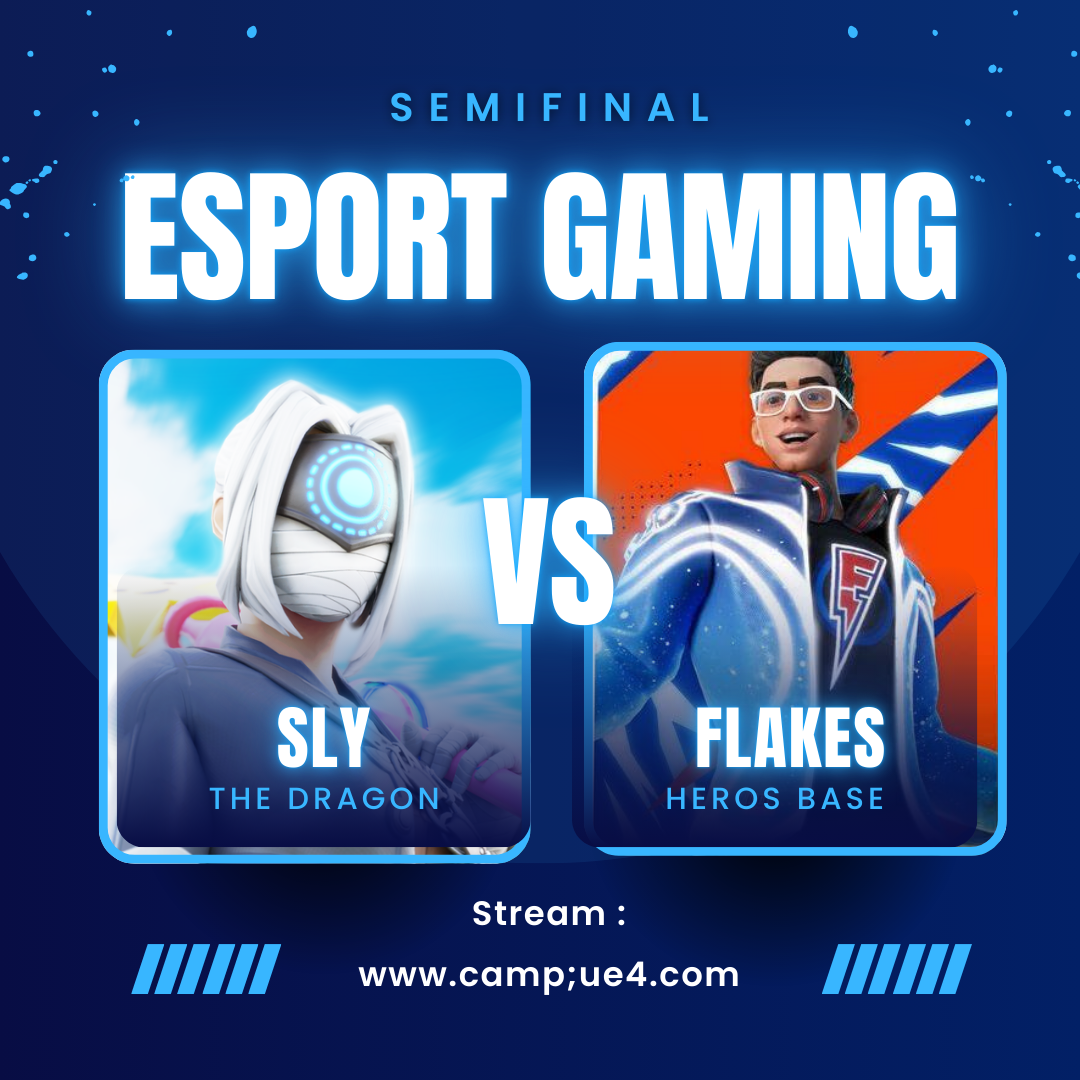 SEMIFINAL
ESPORT GAMING
VS
SLY
THE DRAGON
FLAKES
HEROS BASE
Stream :
www.camp;ue4.com